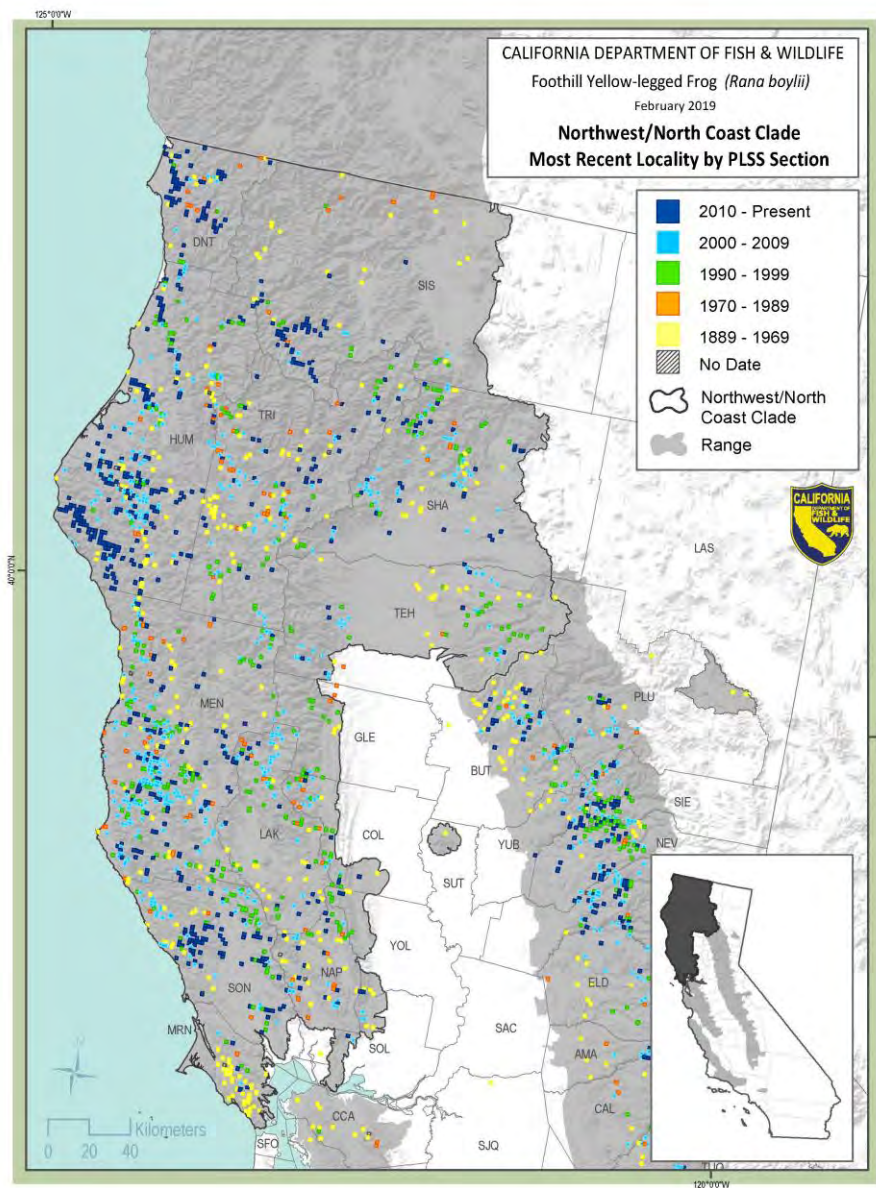 125°0'0"W
CALIFORNIA DEPARTMENT OF FISH & WILDLIFE
Foothill Yellow-legged Frog (Rana boylii)
February 2019
Northwest/North Coast Clade
Most Recent Locality by PLSS Section
2010 - Present
2000 - 2009
1990 - 1999
1970 - 1989
1889 - 1969
No Date
Northwest/North
Coast Clade
Range
CALIFORNIA
DEPARTMENT OF
FISH &
WILDLIFE
DNT
SIS
TRI
HUM
SHA
LAS
40°0'0"N
TEH
PLU
MEN
GLE
BUT
SIE
LAK
COL
YUB
NEV
SUT
YOL
NAP
ELD
SON
SAC
MRN
SOL
AMA
N
CCA
CAL
Kilometers
0 20 40
SFO
SJQ
TUO
120°0'0"W